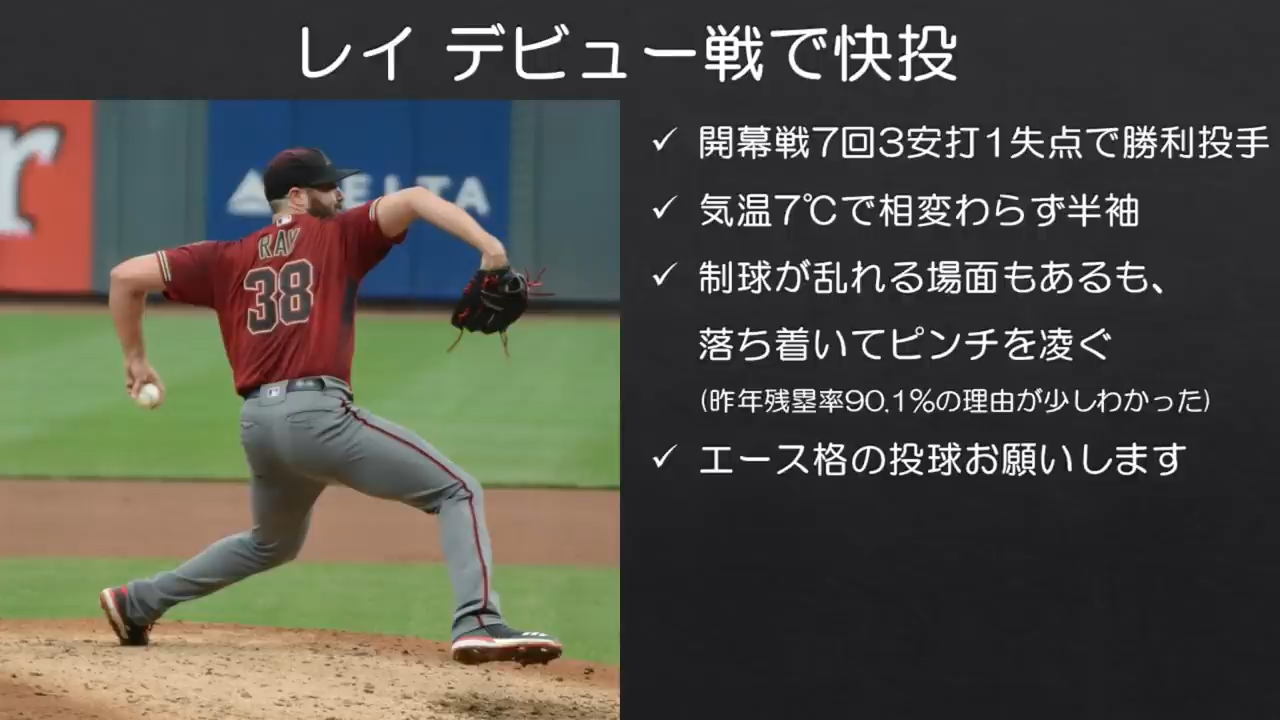 レイ デビュー戦で快投
✓ 開幕戦7回3安打1失点で勝利投手
✓ 気温7℃で相変わらず半袖
✓ 制球が乱れる場面もあるも、
落ち着いてピンチを凌ぐ
(昨年残塁率90.1%の理由が少しわかった)
✓ エース格の投球お願いします
r
DELTA
RAY
38